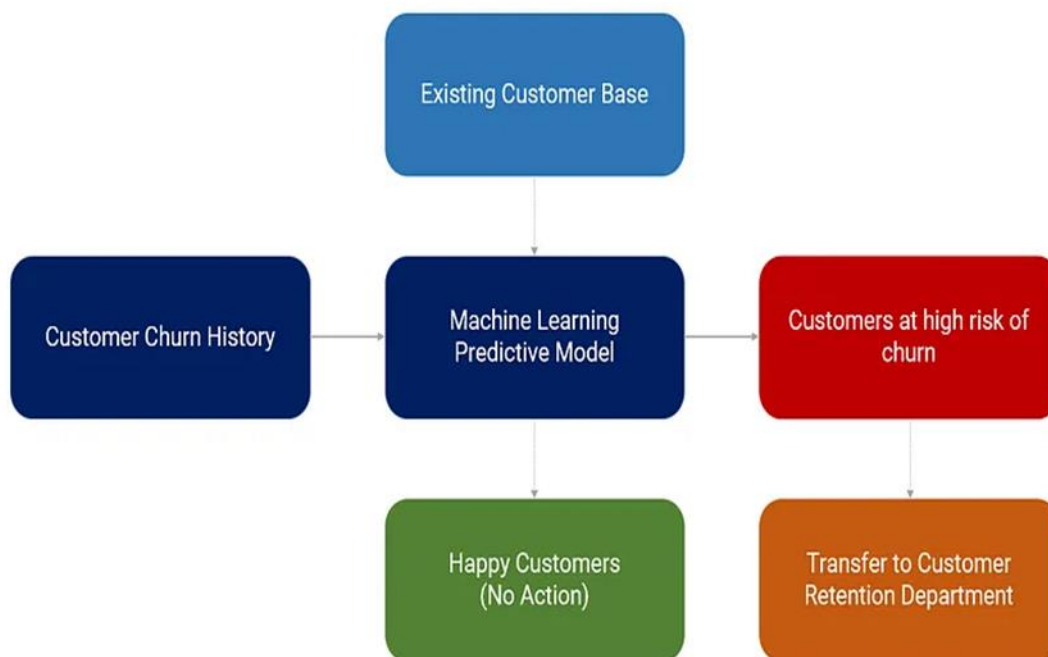 Existing Customer Base
Customer Churn History
Machine Learning
Predictive Model
Customers at high risk of
churn
Happy Customers
(No Action)
Transfer to Customer
Retention Department